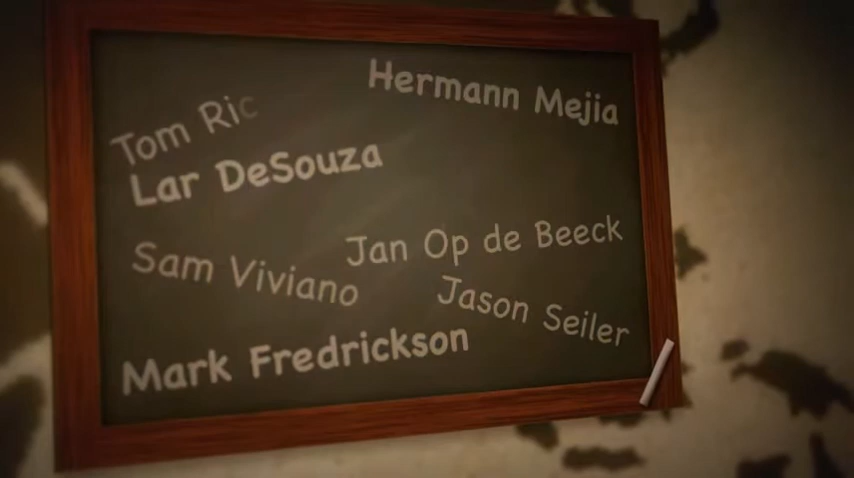 Hermann Mejia
Tom Ric
Lar DeSouza
Jan Op de Beeck
Sam Viviano
Jason Seiler
Mark Fredrickson